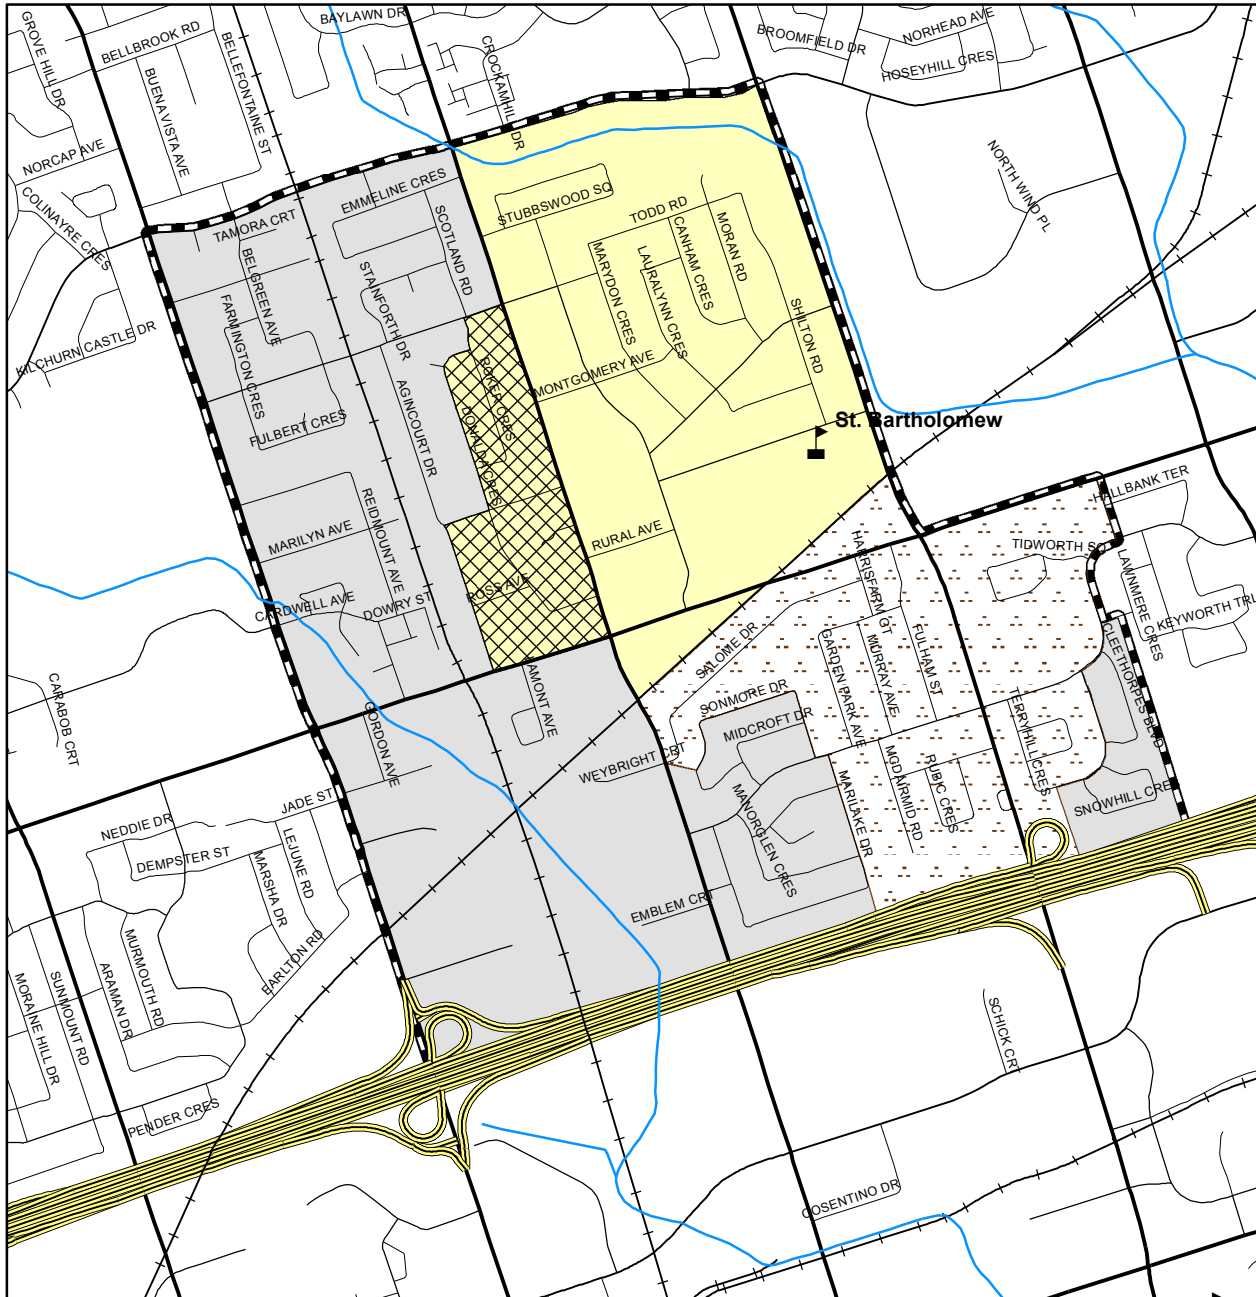 GROVE HILL DR
BELLBROOK RD
BUENAVISTA AVE
BELLEFONTAINE ST
BAYLAWN DR
CROCKAMHILL DR
BROOMFIELD DR
NORHEAD AVE
HOSEYHILL CRES
NORCAP AVE
COLINAYRE CRES
KILCHURN CASTLE DR
TAMORA CRT
EMMELINE CRES
SCOTLAND RD
STUBBSWOOD SQ
TODD RD
NORTH WIND PL
BELGREEN AVE
FARMINGTON CRES
STAINFORTH DR
MARYDON CRES
LAURALYNN CRES
CANHAM CRES
MORAN RD
SHILTON RD
MONTGOMERY AVE
ROKER CRES
DONALDA CRES
AGINCOURT DR
FULBERT CRES
St. Bartholomew
REIDMOUNT AVE
MARILYN AVE
RURAL AVE
HALLBANK TER
TIDWORTH SQ
HARRISFARM GT
LAWNMERE CRES
KEYWORTH TRL
CARDWELL AVE
DOWRY ST
ROSS AVE
SALOME DR
GARDEN PARK AVE
MURRAY AVE
FULHAM ST
CLEETHORPES BLVD
CARABOB CRT
GORDON AVE
LAMONT AVE
SONMORE DR
MIDCROFT DR
WEYBRIGHT CRT
TERRYHILL CRES
SNOWHILL CRES
MCDAIRMID RD
RUBIC CRES
MARILAKE DR
MANORGLEN CRES
JADE ST
NEDDIE DR
DEMPSTER ST
LEJUNE RD
MARSHA DR
EMBLEM CRT
EARLTON RD
MURMOUTH RD
ARAMAN DR
SUNMOUNT RD
MORAINE HILL DR
PENDER CRES
SCHICK CRT
COSENTINO DR